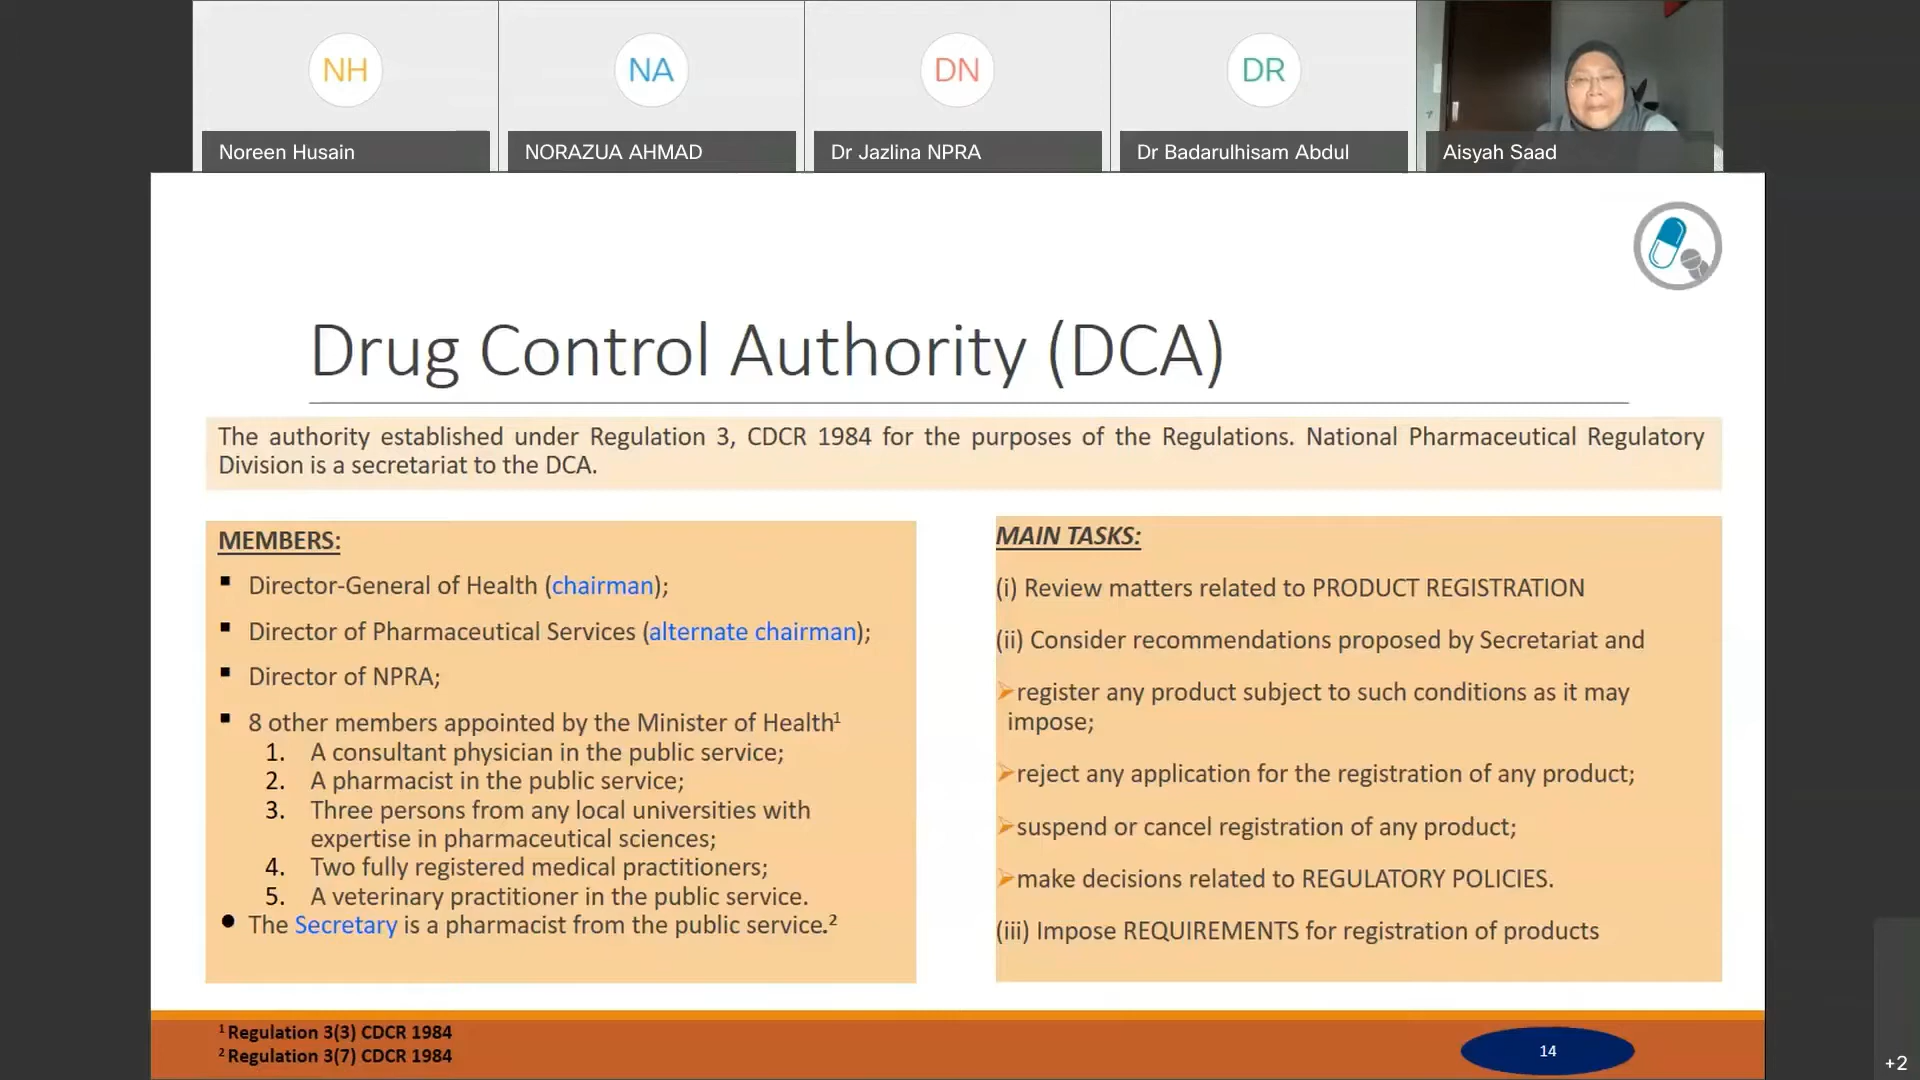 NH
NA
DN
DR
Noreen Husain
NORAZUA AHMAD
Dr Jazlina NPRA
Dr Badarulhisam Abdul
Aisyah Saad
Drug Control Authority (DCA)
The authority established under Regulation 3, CDCR 1984 for the purposes of the Regulations. National Pharmaceutical Regulatory
Division is a secretariat to the DCA.
MEMBERS:
▪ Director-General of Health (chairman);
▪ Director of Pharmaceutical Services (alternate chairman);
▪ Director of NPRA;
▪ 8 other members appointed by the Minister of Health¹
1. A consultant physician in the public service;
2. A pharmacist in the public service;
3. Three persons from any local universities with
expertise in pharmaceutical sciences;
4. Two fully registered medical practitioners;
5. A veterinary practitioner in the public service.
● The Secretary is a pharmacist from the public service.²
MAIN TASKS:
(i) Review matters related to PRODUCT REGISTRATION
(ii) Consider recommendations proposed by Secretariat and
➢register any product subject to such conditions as it may
impose;
➢reject any application for the registration of any product;
➢suspend or cancel registration of any product;
➢make decisions related to REGULATORY POLICIES.
(iii) Impose REQUIREMENTS for registration of products
¹ Regulation 3(3) CDCR 1984
² Regulation 3(7) CDCR 1984
14
+2